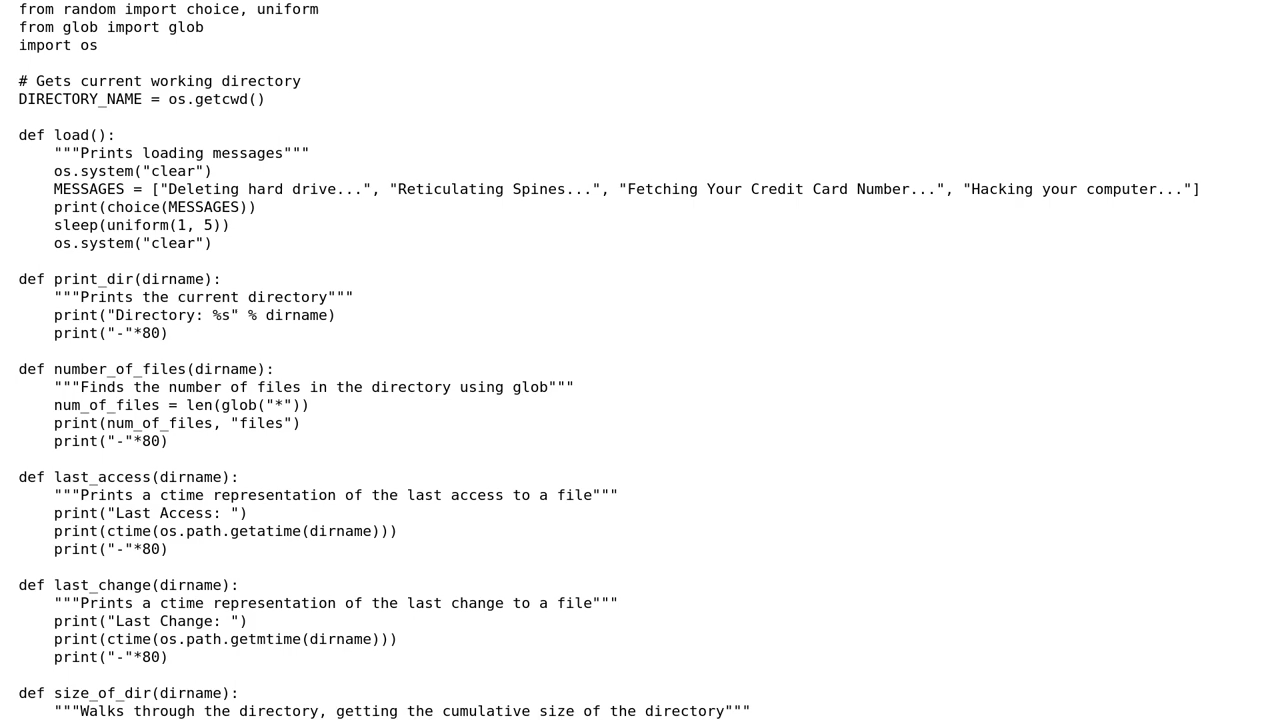 from random import choice, uniform
from glob import glob
import os

# Gets current working directory
DIRECTORY_NAME = os.getcwd()

def load():
    """Prints loading messages"""
    os.system("clear")
    MESSAGES = ["Deleting hard drive...", "Reticulating Spines...", "Fetching Your Credit Card Number...", "Hacking your computer..."]
    print(choice(MESSAGES))
    sleep(uniform(1, 5))
    os.system("clear")

def print_dir(dirname):
    """Prints the current directory"""
    print("Directory: %s" % dirname)
    print("-"*80)

def number_of_files(dirname):
    """Finds the number of files in the directory using glob"""
    num_of_files = len(glob("*"))
    print(num_of_files, "files")
    print("-"*80)

def last_access(dirname):
    """Prints a ctime representation of the last access to a file"""
    print("Last Access: ")
    print(ctime(os.path.getatime(dirname)))
    print("-"*80)

def last_change(dirname):
    """Prints a ctime representation of the last change to a file"""
    print("Last Change: ")
    print(ctime(os.path.getmtime(dirname)))
    print("-"*80)

def size_of_dir(dirname):
    """Walks through the directory, getting the cumulative size of the directory"""